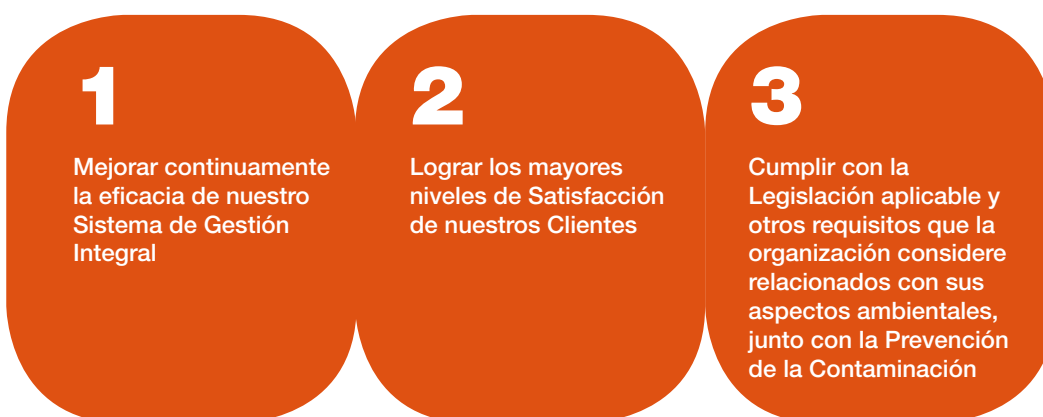 1
Mejorar continuamente
la eficacia de nuestro
Sistema de Gestión
Integral
2
Lograr los mayores
niveles de Satisfacción
de nuestros Clientes
3
Cumplir con la
Legislación aplicable y
otros requisitos que la
organización considere
relacionados con sus
aspectos ambientales,
junto con la Prevención
de la Contaminación